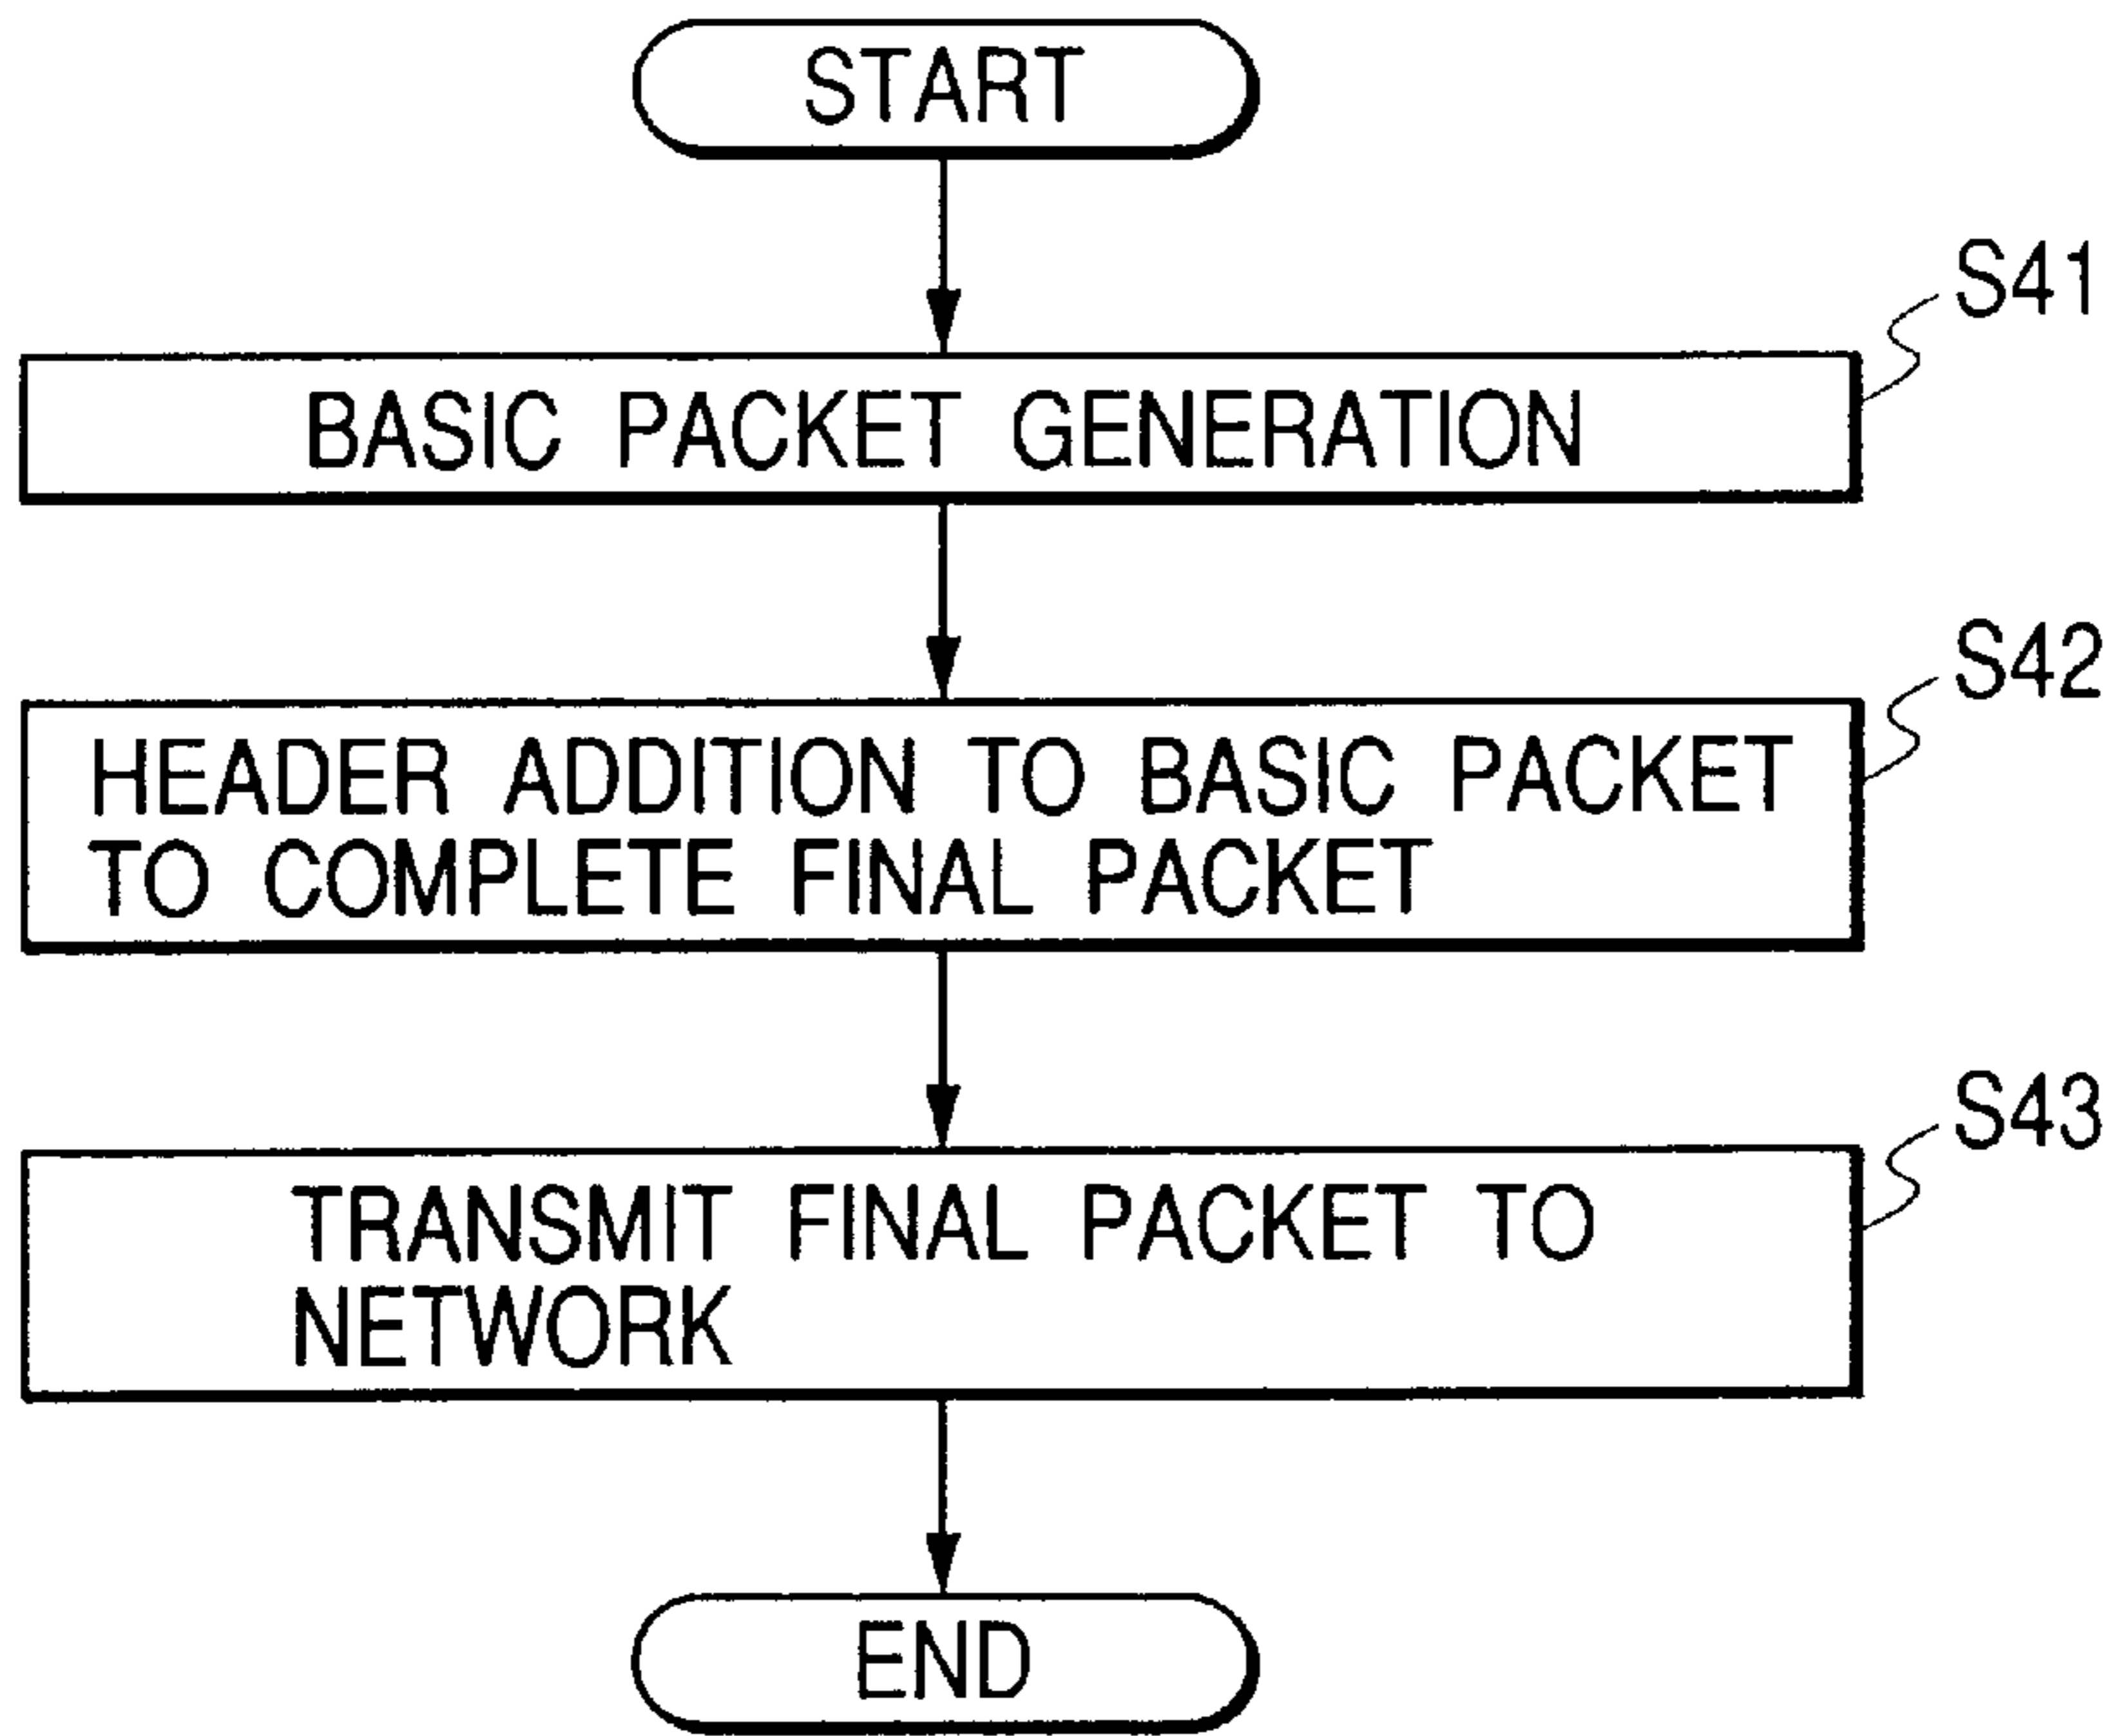 START
S41
BASIC PACKET GENERATION
S42
HEADER ADDITION TO BASIC PACKET
TO COMPLETE FINAL PACKET
S43
TRANSMIT FINAL PACKET TO
NETWORK
END